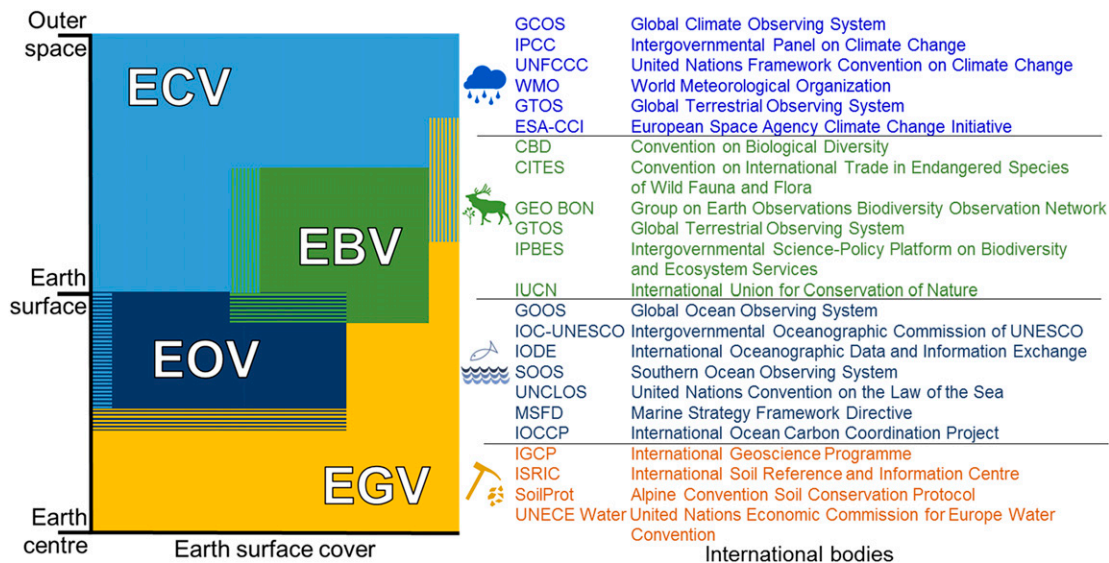 Outer
space
ECV
EBV
Earth
surface
EOV
EGV
Earth
centre
Earth surface cover
GCOS Global Climate Observing System
IPCC Intergovernmental Panel on Climate Change
UNFCCC United Nations Framework Convention on Climate Change
WMO World Meteorological Organization
GTOS Global Terrestrial Observing System
ESA-CCI European Space Agency Climate Change Initiative
CBD Convention on Biological Diversity
CITES Convention on International Trade in Endangered Species
of Wild Fauna and Flora
GEO BON Group on Earth Observations Biodiversity Observation Network
GTOS Global Terrestrial Observing System
IPBES Intergovernmental Science-Policy Platform on Biodiversity
and Ecosystem Services
IUCN International Union for Conservation of Nature
GOOS Global Ocean Observing System
IOC-UNESCO Intergovernmental Oceanographic Commission of UNESCO
IODE International Oceanographic Data and Information Exchange
SOOS Southern Ocean Observing System
UNCLOS United Nations Convention on the Law of the Sea
MSFD Marine Strategy Framework Directive
IOCCP International Ocean Carbon Coordination Project
IGCP International Geoscience Programme
ISRIC International Soil Reference and Information Centre
SoilProt Alpine Convention Soil Conservation Protocol
UNECE Water United Nations Economic Commission for Europe Water
Convention
International bodies